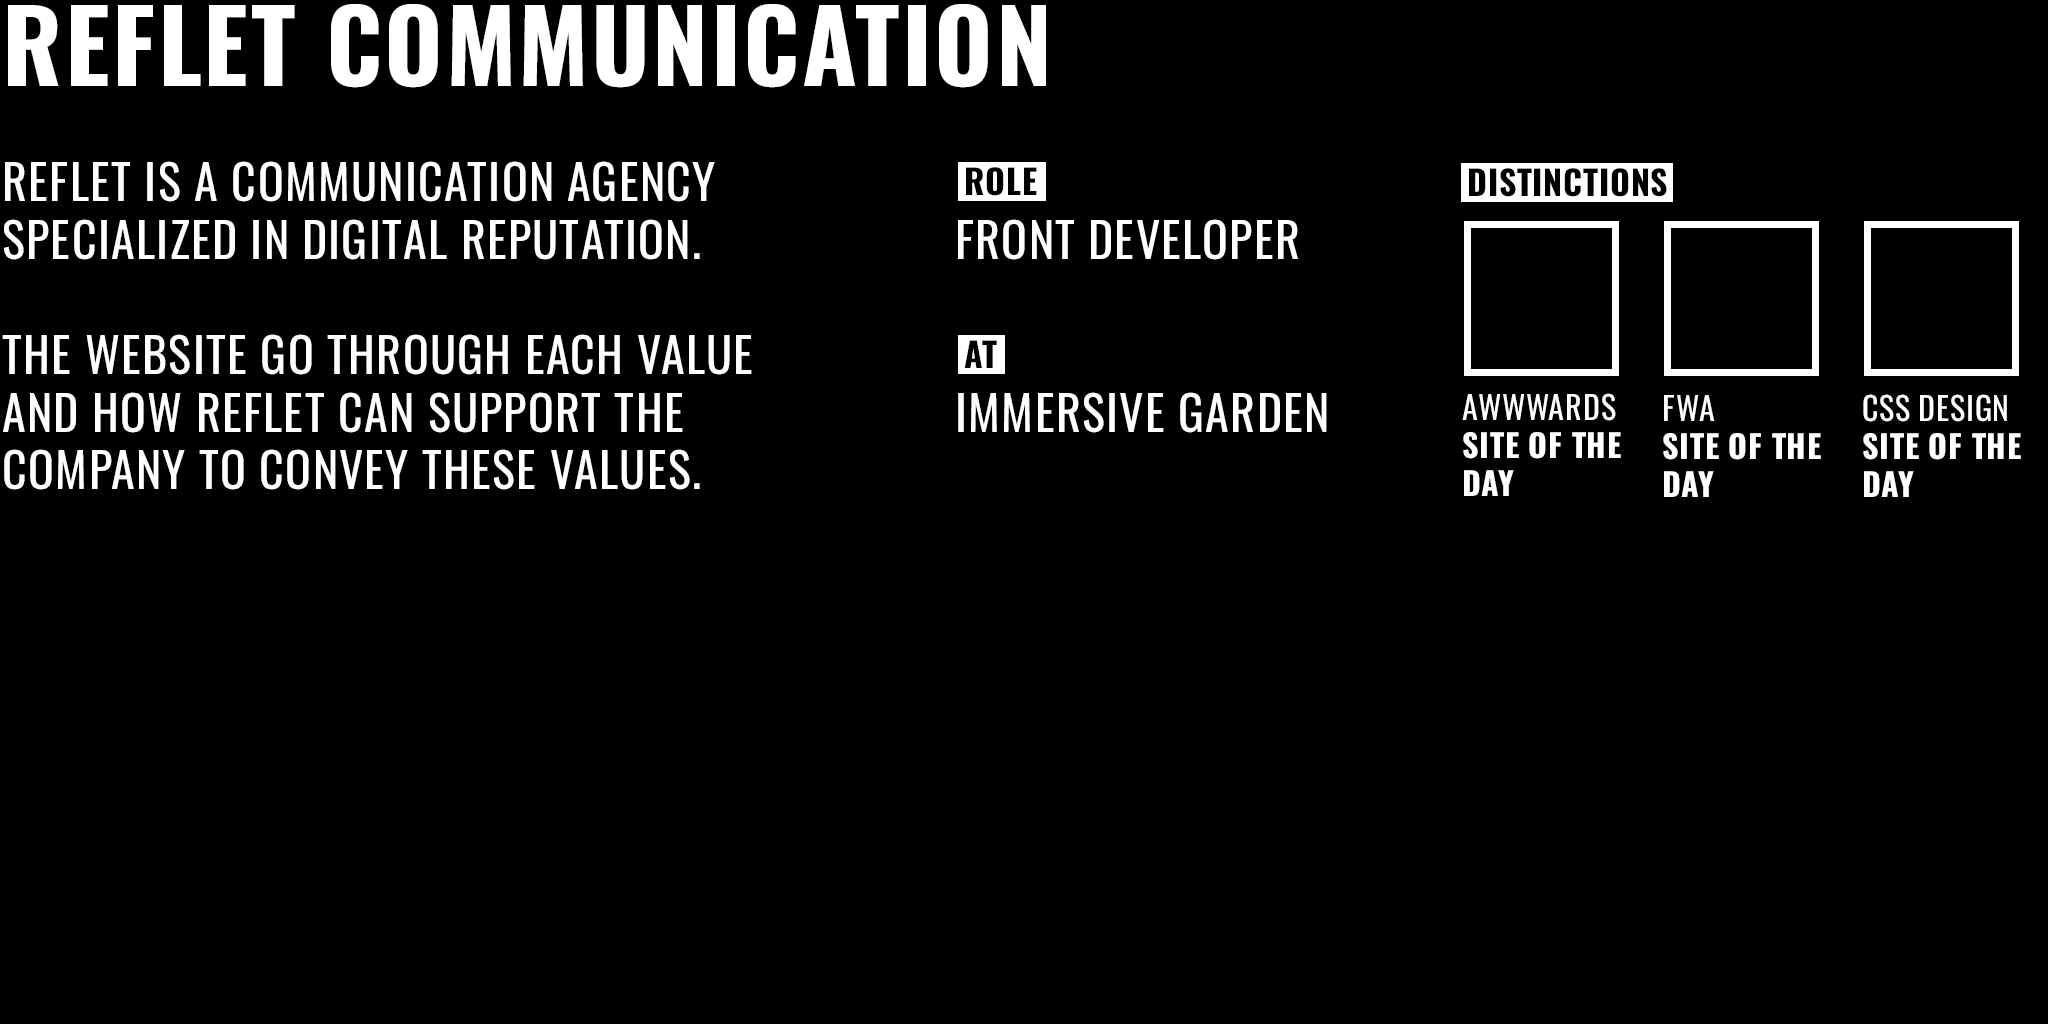 REFLET COMMUNICATION
REFLET IS A COMMUNICATION AGENCY
SPECIALIZED IN DIGITAL REPUTATION.
THE WEBSITE GO THROUGH EACH VALUE
AND HOW REFLET CAN SUPPORT THE
COMPANY TO CONVEY THESE VALUES.
ROLE
FRONT DEVELOPER
AT
IMMERSIVE GARDEN
DISTINCTIONS
AWWWARDS
SITE OF THE
DAY
FWA
SITE OF THE
DAY
CSS DESIGN
SITE OF THE
DAY